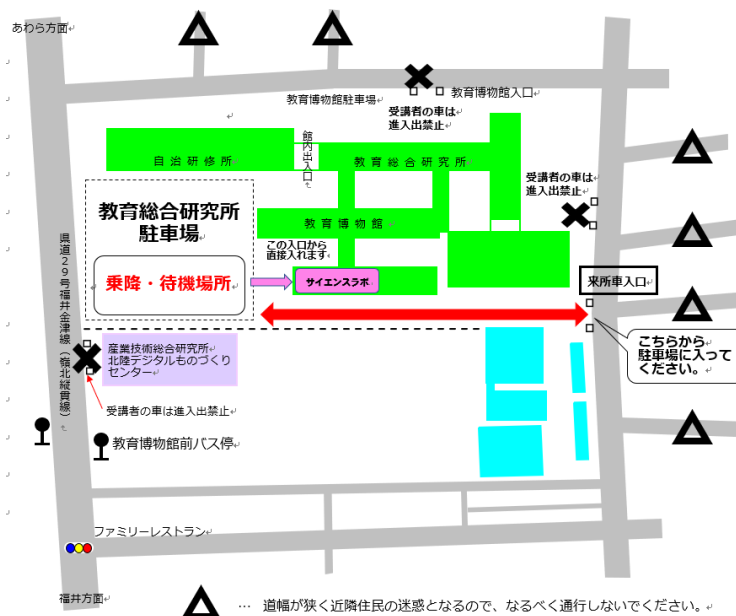 あわら方面
教育博物館駐車場
教育博物館入口
受講者の車は
進入出禁止
館内出入口
自治研修所
教育総合研究所
受講者の車は
進入出禁止
教育総合研究所
駐車場
教育博物館
この入口から
直接入れます
乗降・待機場所
サイエンスラボ
来所車入口
県道29号福井金津線(嶺北縦貫線)
産業技術総合研究所
北陸デジタルものづくり
センター
こちらから
駐車場に入って
ください。
受講者の車は進入出禁止
教育博物館前バス停
ファミリーレストラン
福井方面
… 道幅が狭く近隣住民の迷惑となるので、なるべく通行しないでください。